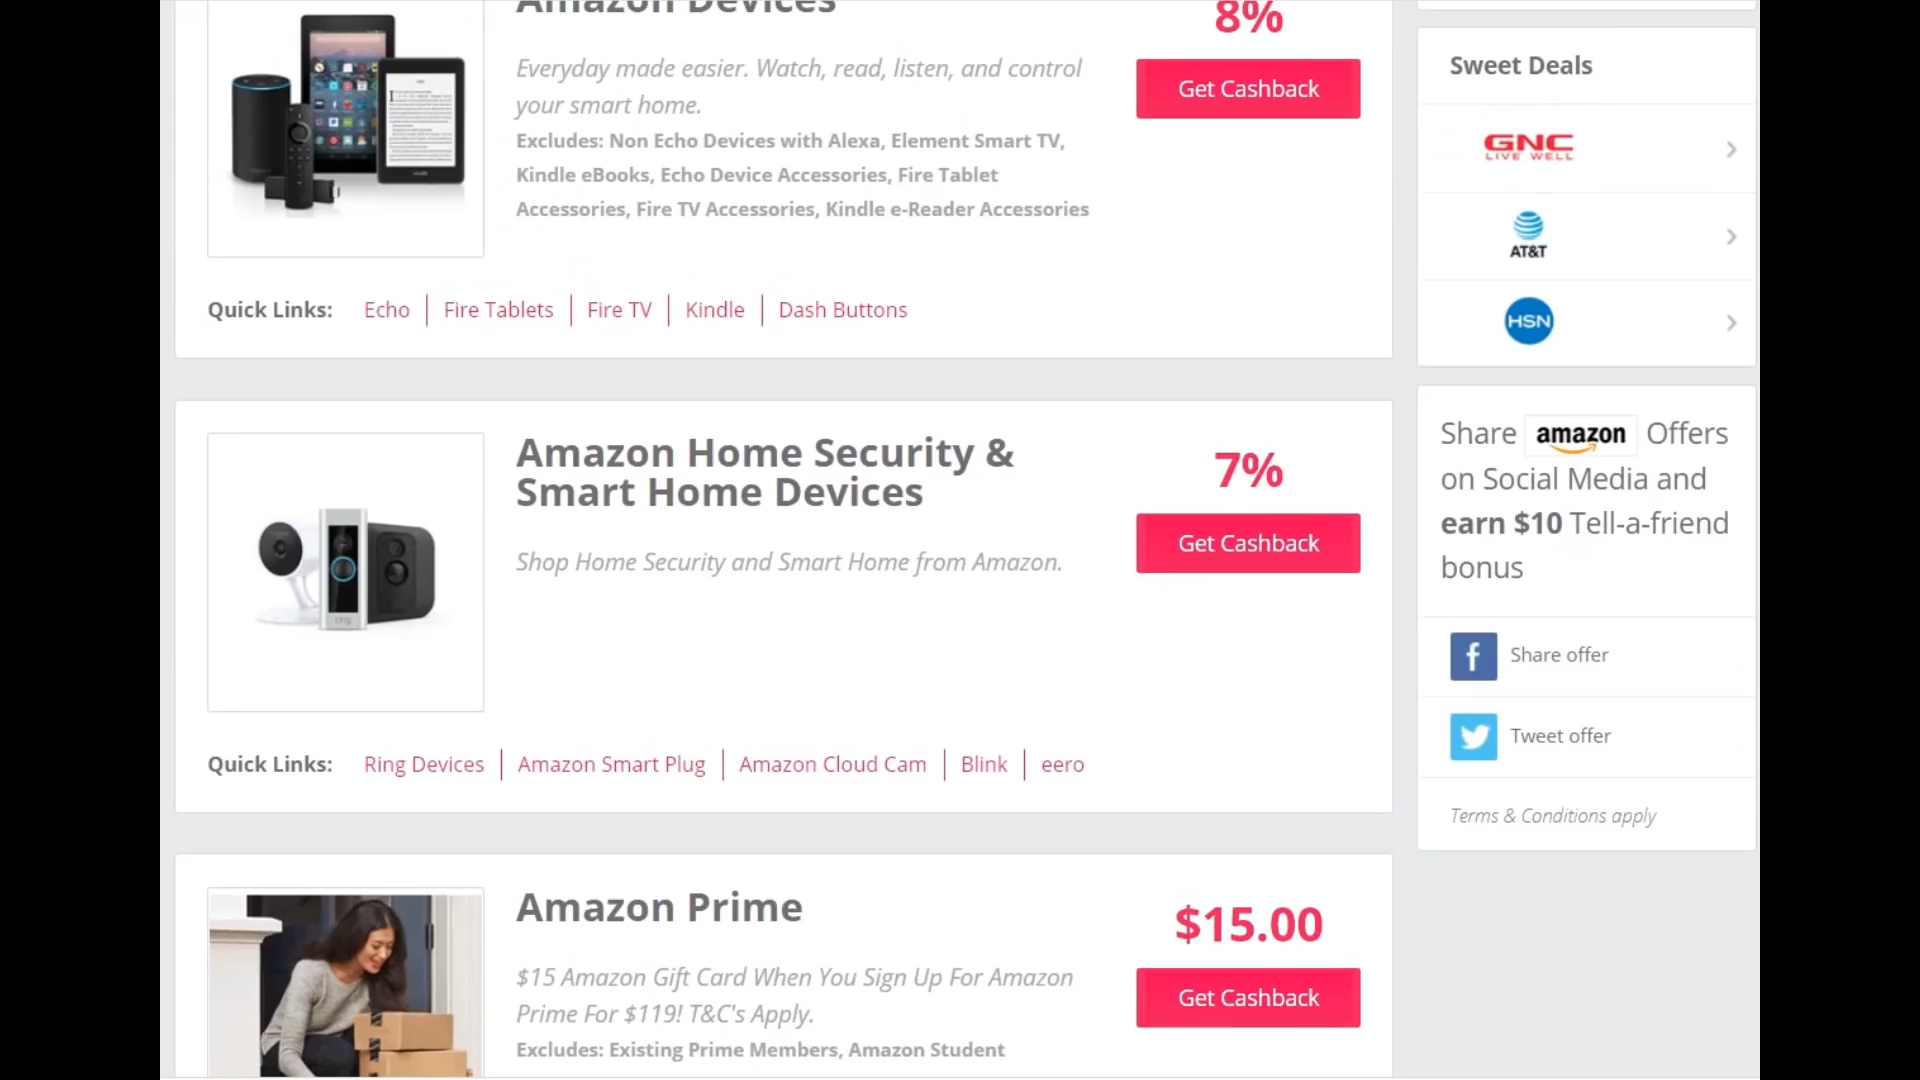 Amazon Devices
8%
Everyday made easier. Watch, read, listen, and control
your smart home.
Get Cashback
Excludes: Non Echo Devices with Alexa, Element Smart TV,
Kindle eBooks, Echo Device Accessories, Fire Tablet
Accessories, Fire TV Accessories, Kindle e-Reader Accessories
Quick Links: Echo Fire Tablets Fire TV Kindle Dash Buttons
Amazon Home Security &
Smart Home Devices
7%
Get Cashback
Shop Home Security and Smart Home from Amazon.
ring
Quick Links: Ring Devices Amazon Smart Plug Amazon Cloud Cam Blink eero
Amazon Prime
$15.00
$15 Amazon Gift Card When You Sign Up For Amazon
Prime For $119! T&C's Apply.
Get Cashback
Excludes: Existing Prime Members, Amazon Student
Sweet Deals
GNC
LIVE WELL
AT&T
HSN
Share amazon Offers
on Social Media and
earn $10 Tell-a-friend
bonus
f Share offer
Tweet offer
Terms & Conditions apply